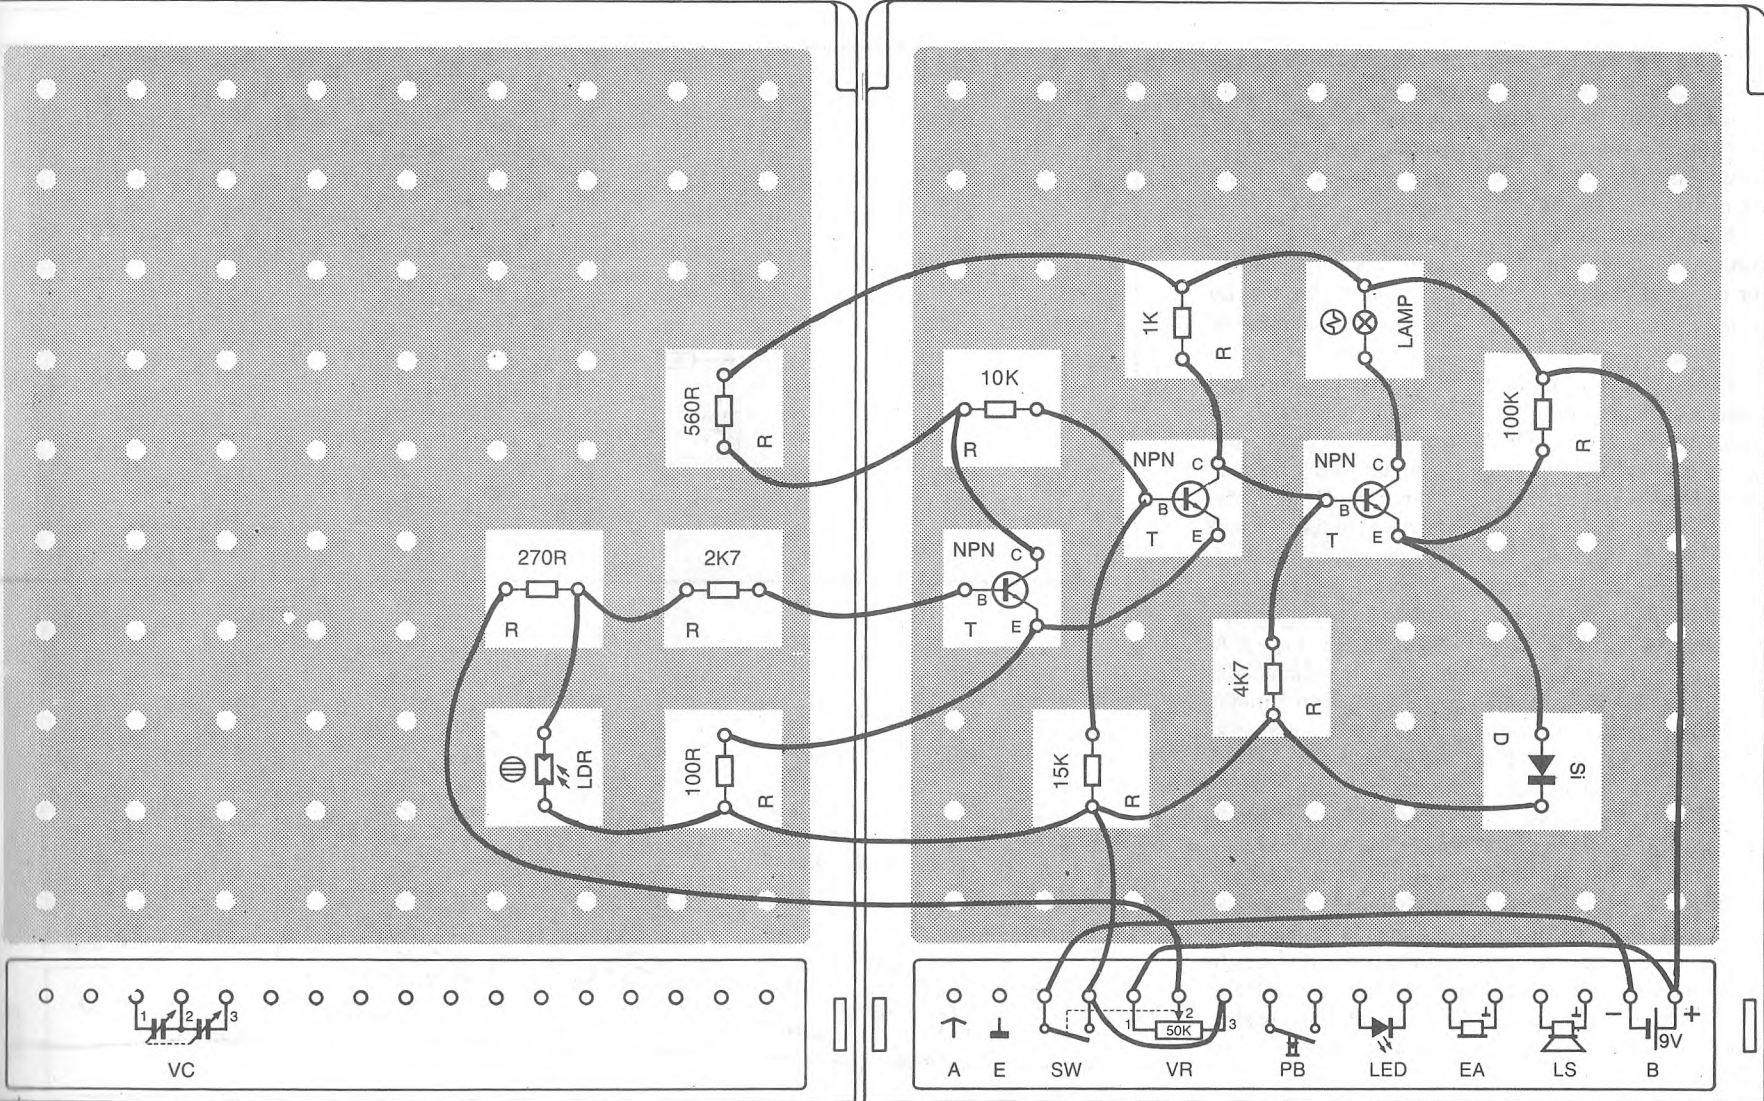 1K
R
LAMP
560R
R
10K
R
100K
R
NPN
C
B
T
E
NPN
C
B
T
E
270R
R
2K7
R
NPN
C
B
T
E
4K7
R
LDR
100R
R
15K
R
D
Si
1 2 3
VC
1 2 3
50K
− +
9V
A E SW VR PB LED EA LS B